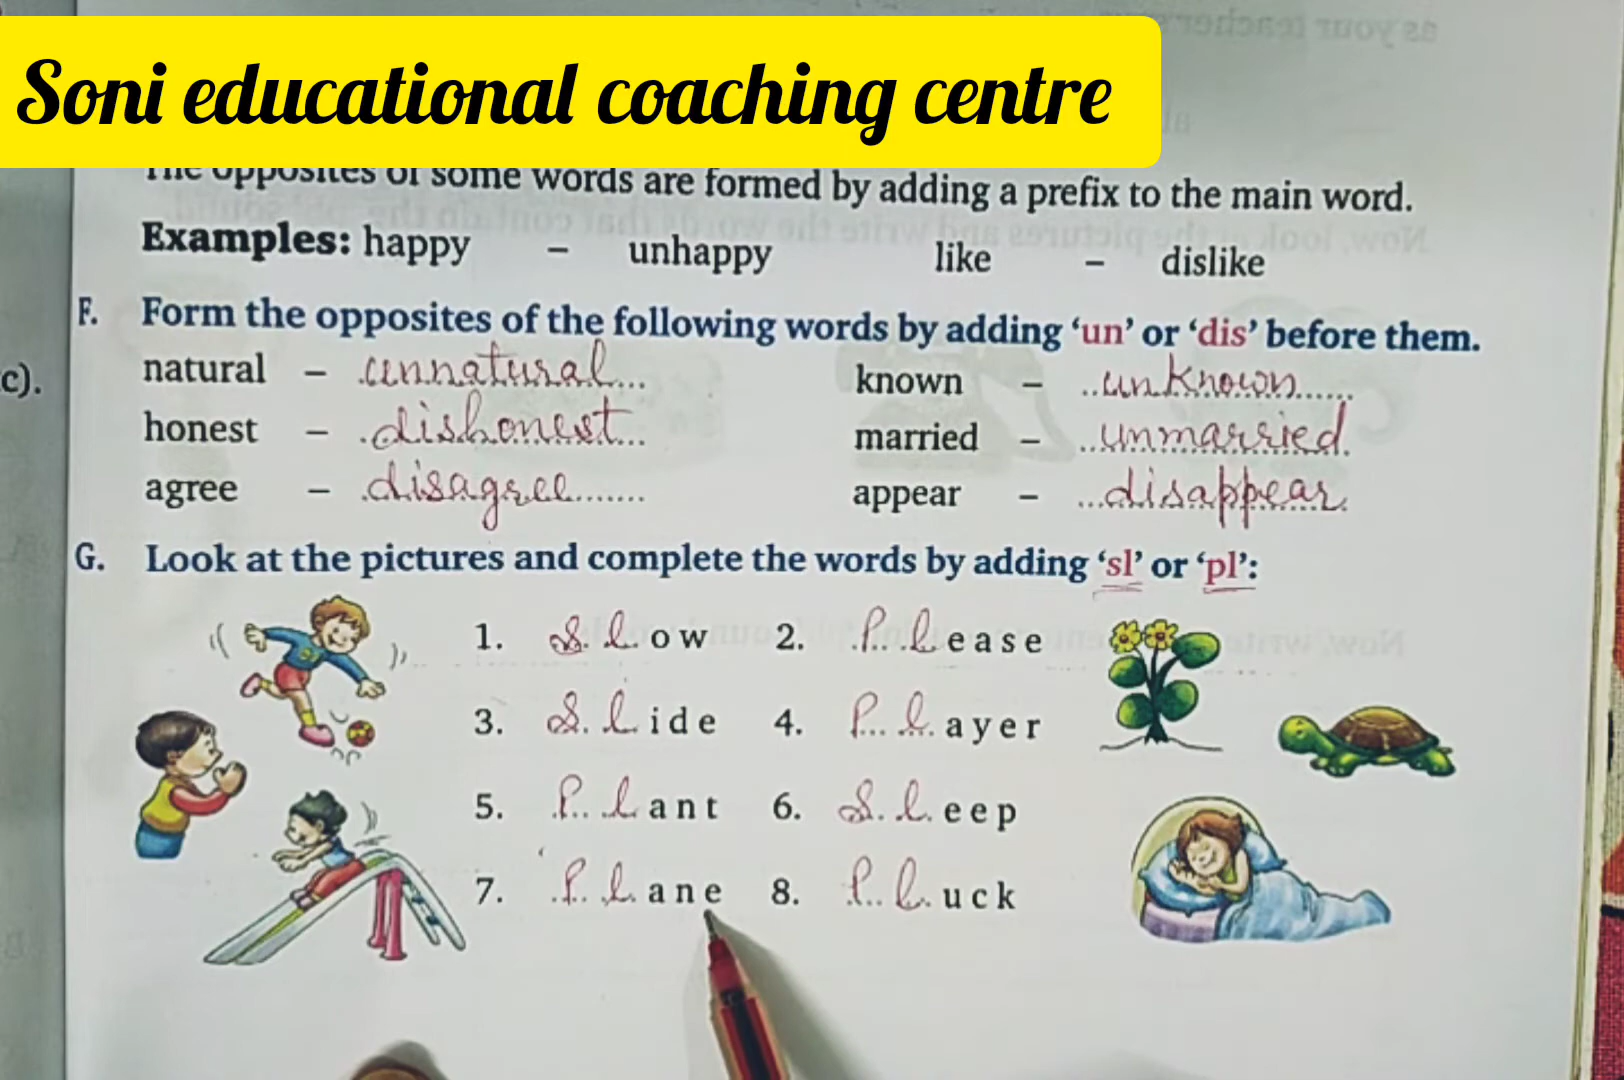 Soni educational coaching centre
The opposites of some words are formed by adding a prefix to the main word.
Examples: happy – unhappy like – dislike
F. Form the opposites of the following words by adding ‘un’ or ‘dis’ before them.
c).
natural – unnatural known – unknown
honest – dishonest married – unmarried
agree – disagree appear – disappear
G. Look at the pictures and complete the words by adding ‘sl’ or ‘pl’:
1. Slow 2. Please
3. Slide 4. Player
5. Plant 6. Sleep
7. Plane 8. Pluck